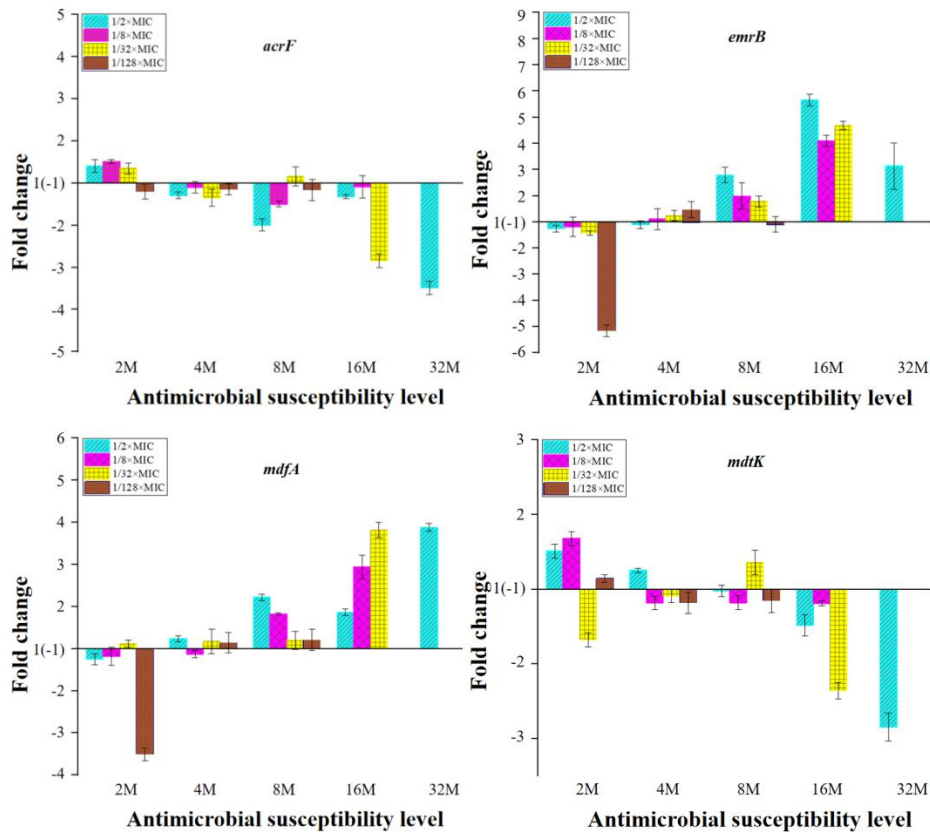 acrF
1/2×MIC
1/8×MIC
1/32×MIC
1/128×MIC
Fold change
5
4
3
2
1(-1)
-2
-3
-4
-5
2M 4M 8M 16M 32M
Antimicrobial susceptibility level
emrB
1/2×MIC
1/8×MIC
1/32×MIC
1/128×MIC
Fold change
9
8
7
6
5
4
3
2
1(-1)
-2
-3
-4
-5
-6
2M 4M 8M 16M 32M
Antimicrobial susceptibility level
mdfA
1/2×MIC
1/8×MIC
1/32×MIC
1/128×MIC
Fold change
6
5
4
3
2
1(-1)
-2
-3
-4
2M 4M 8M 16M 32M
Antimicrobial susceptibility level
mdtK
1/2×MIC
1/8×MIC
1/32×MIC
1/128×MIC
Fold change
3
2
01(-1)
-2
-3
2M 4M 8M 16M 32M
Antimicrobial susceptibility level